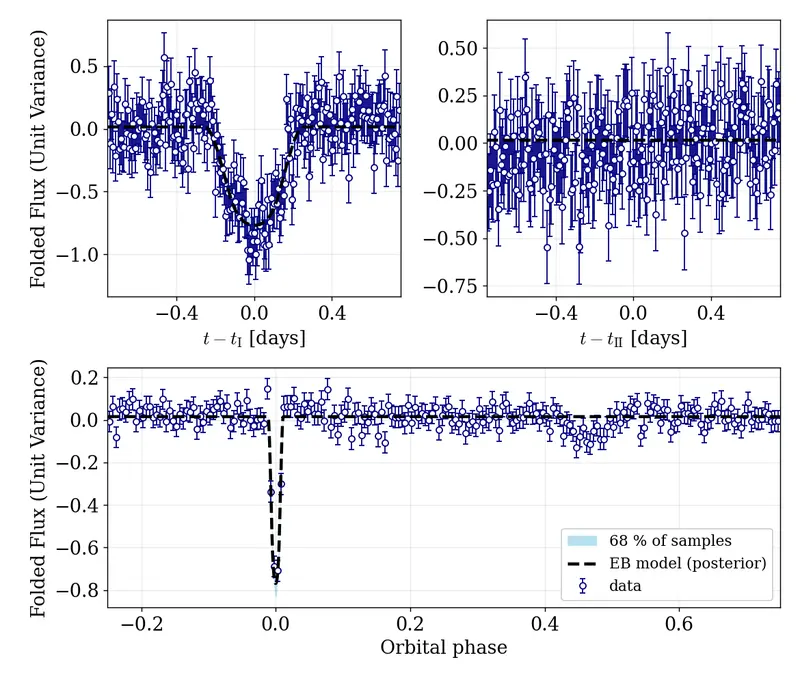 Folded Flux (Unit Variance)
0.5
0.0
−0.5
−1.0
−0.4 0.0 0.4
t − tI [days]
0.50
0.25
0.00
−0.25
−0.50
−0.75
−0.4 0.0 0.4
t − tII [days]
Folded Flux (Unit Variance)
0.2
0.0
−0.2
−0.4
−0.6
−0.8
68 % of samples
EB model (posterior)
data
−0.2 0.0 0.2 0.4 0.6
Orbital phase